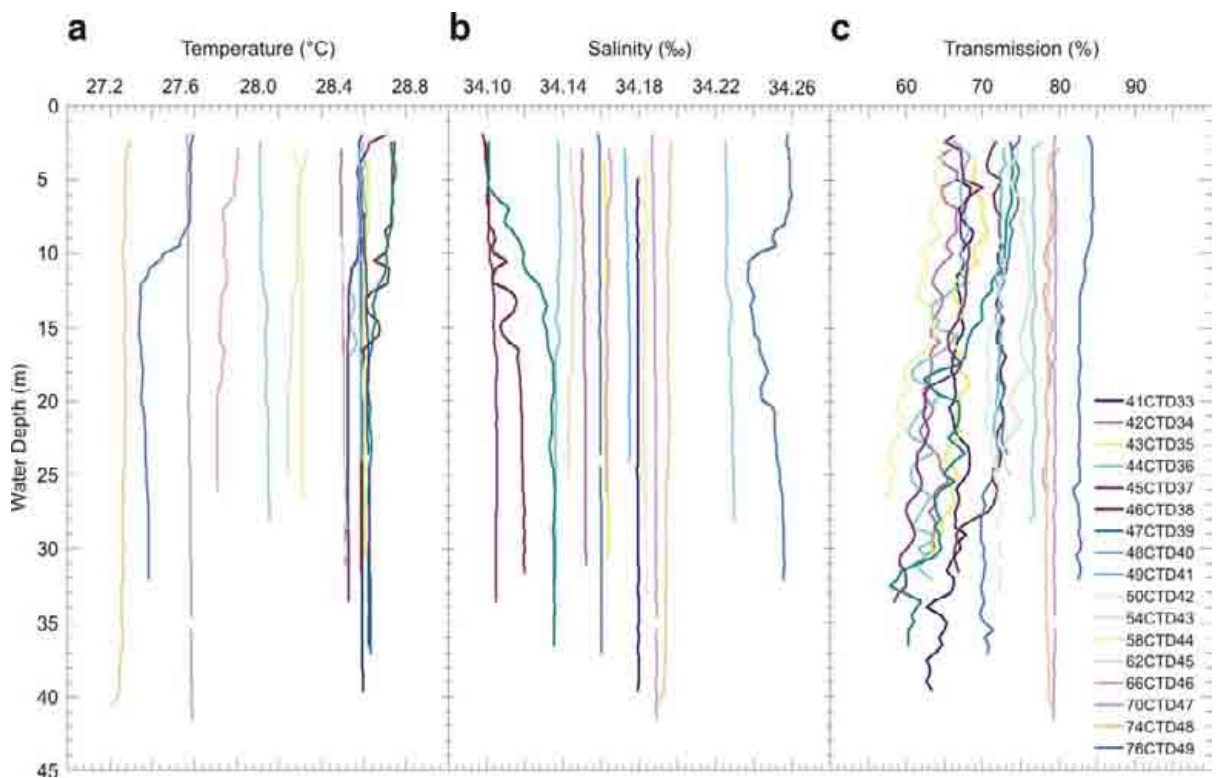 a
b
c
Temperature (°C)
Salinity (‰)
Transmission (%)
27.2 27.6 28.0 28.4 28.8
34.10 34.14 34.18 34.22 34.26
60 70 80 90
0
5
10
15
20
25
30
35
40
45
Water Depth (m)
41CTD33
42CTD34
43CTD35
44CTD36
45CTD37
46CTD38
47CTD39
48CTD40
49CTD41
50CTD42
54CTD43
58CTD44
62CTD45
66CTD46
70CTD47
74CTD48
76CTD49